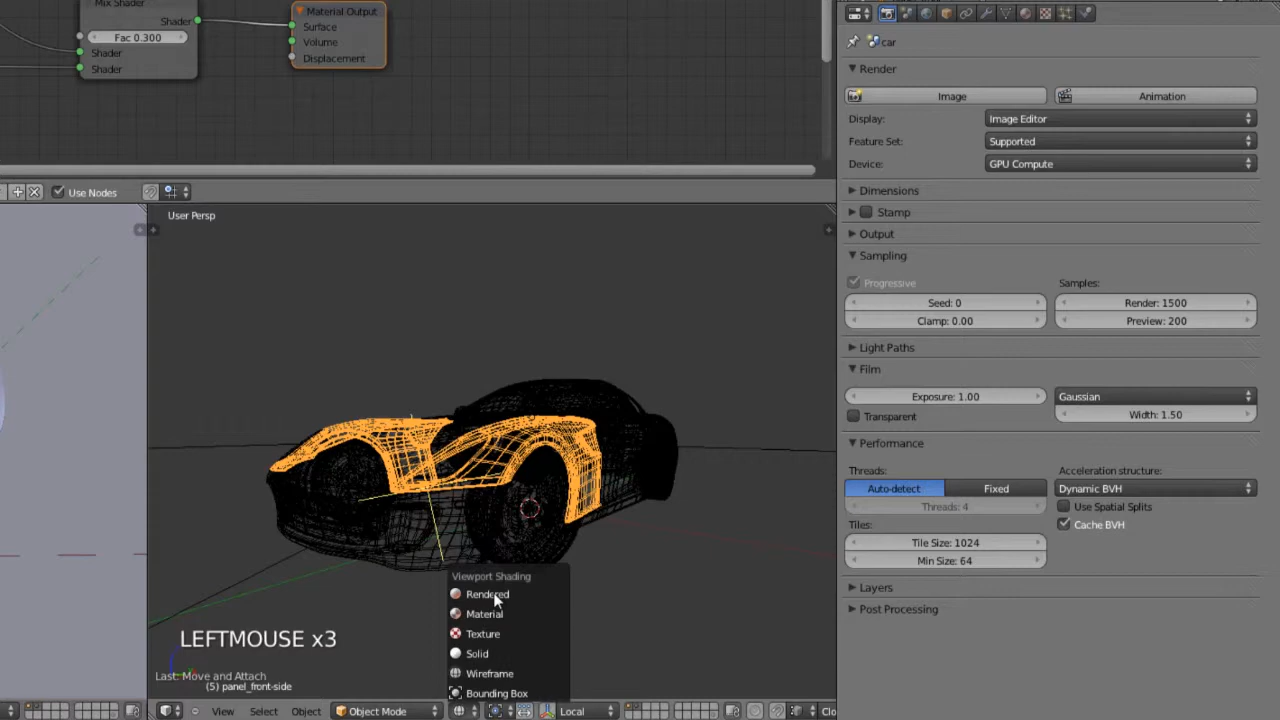 Mix Shader
Shader
Fac 0.300
Shader
Shader
Material Output
Surface
Volume
Displacement
Use Nodes
User Persp
Viewport Shading
Rendered
Material
Texture
Solid
Wireframe
Bounding Box
LEFTMOUSE x3
Last: Move and Attach
(5) panel_front-side
View
Select
Object
Object Mode
Local
Clo
car
Render
Image
Animation
Display:
Image Editor
Feature Set:
Supported
Device:
GPU Compute
Dimensions
Stamp
Output
Sampling
Progressive
Samples:
Seed: 0
Render: 1500
Clamp: 0.00
Preview: 200
Light Paths
Film
Exposure: 1.00
Gaussian
Transparent
Width: 1.50
Performance
Threads:
Acceleration structure:
Auto-detect
Fixed
Dynamic BVH
Threads: 4
Use Spatial Splits
Tiles:
Cache BVH
Tile Size: 1024
Min Size: 64
Layers
Post Processing